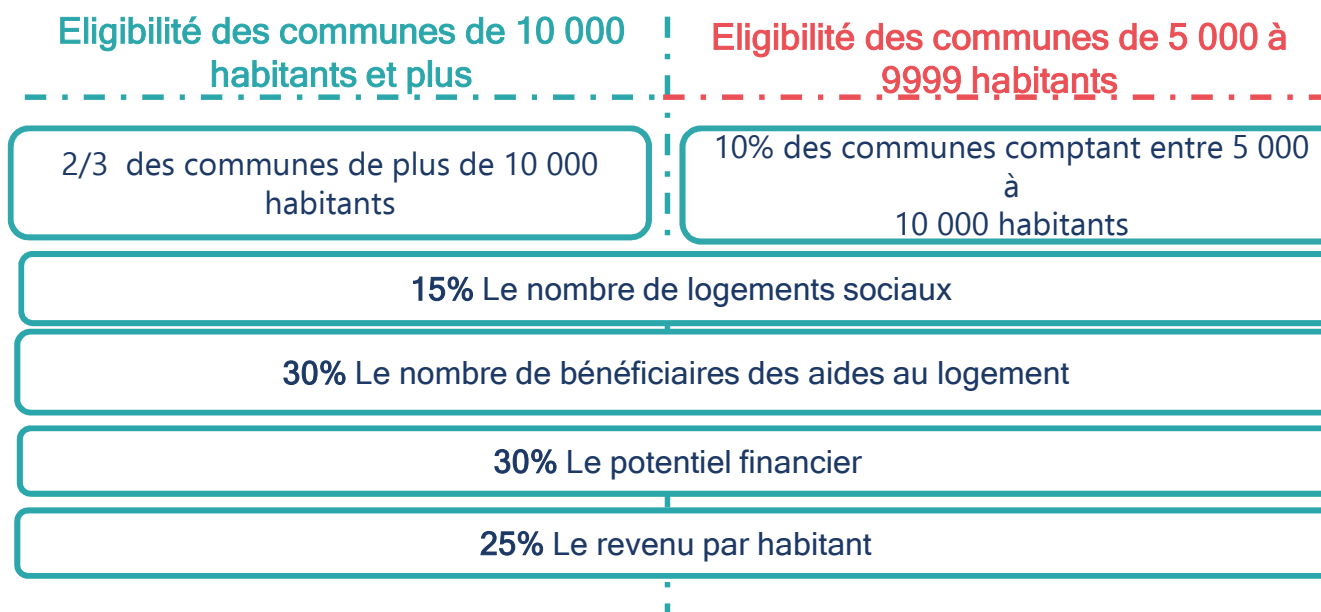 Eligibilité des communes de 10 000
habitants et plus
Eligibilité des communes de 5 000 à
9999 habitants
2/3 des communes de plus de 10 000
habitants
10% des communes comptant entre 5 000
à
10 000 habitants
15% Le nombre de logements sociaux
30% Le nombre de bénéficiaires des aides au logement
30% Le potentiel financier
25% Le revenu par habitant